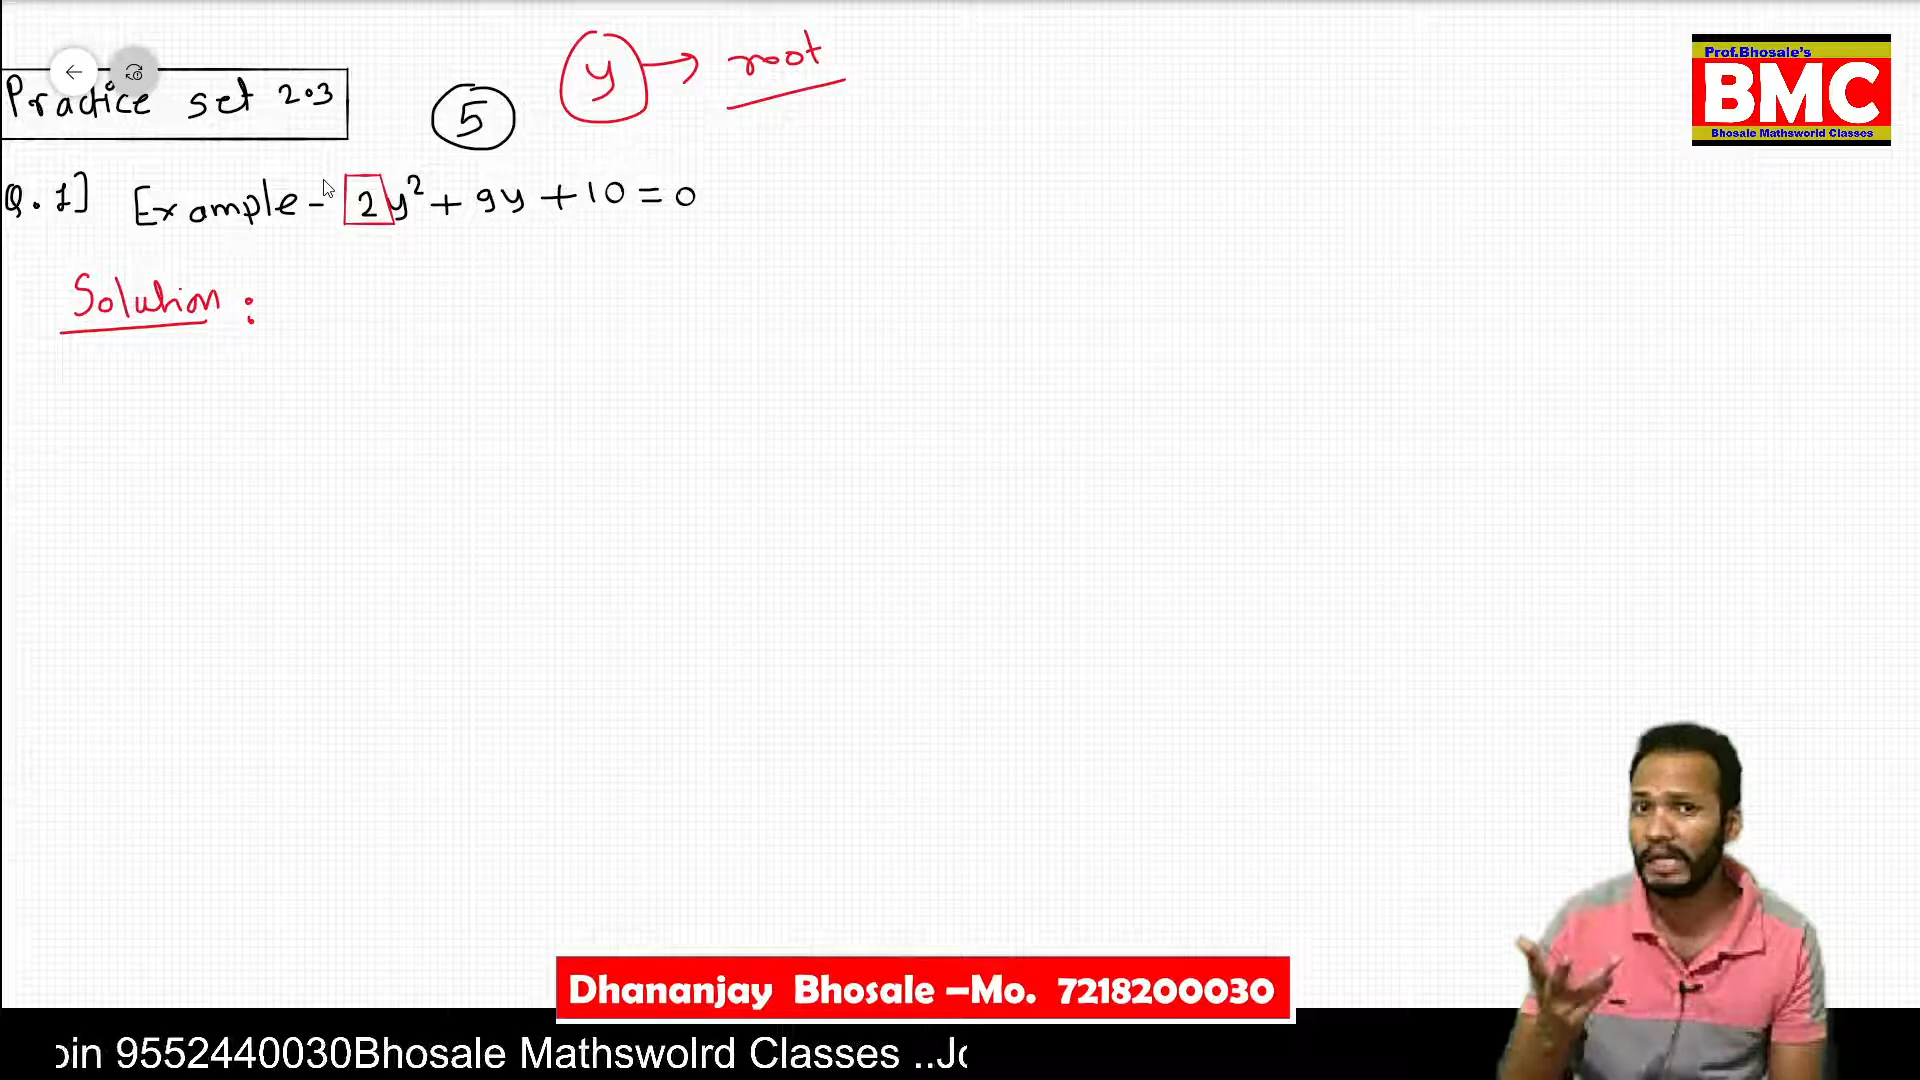 Prof.Bhosale's
BMC
Bhosale Mathsworld Classes
y → root
Practice set 2.3
5
Q.1] Example - 2y² + 9y + 10 = 0
Solution :
Dhananjay Bhosale –Mo. 7218200030
oin 9552440030Bhosale Mathswolrd Classes ..Jo